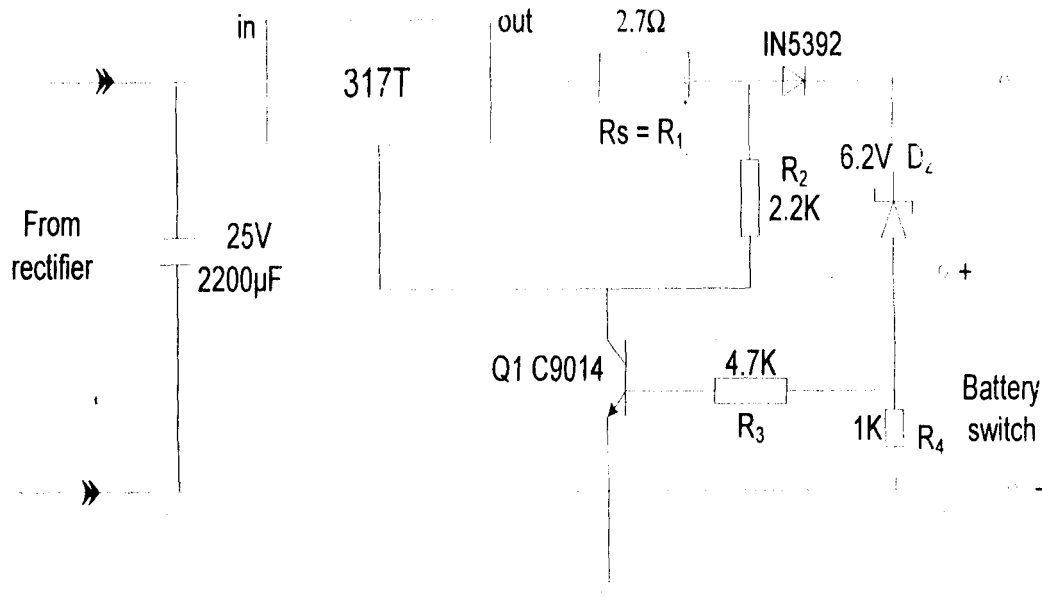 in
out
2.7Ω
IN5392
317T
Rs = R₁
6.2V
R₂
2.2K
From
rectifier
25V
2200µF
+
Q1 C9014
4.7K
R₃
1K
R₄
Battery
switch
-